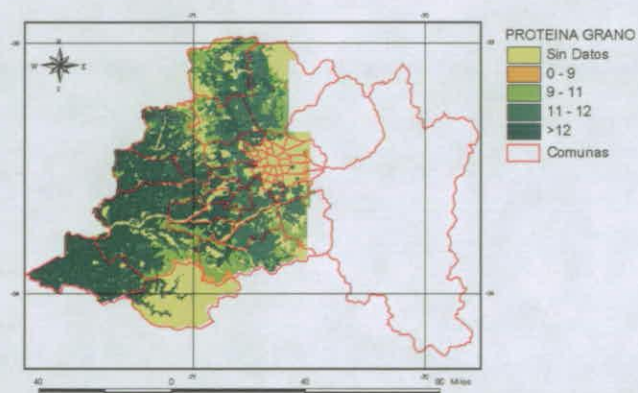 PROTEINA GRANO
Sin Datos
0 - 9
9 - 11
11 - 12
>12
Comunas
W E
S
40 0 40 80 Miles